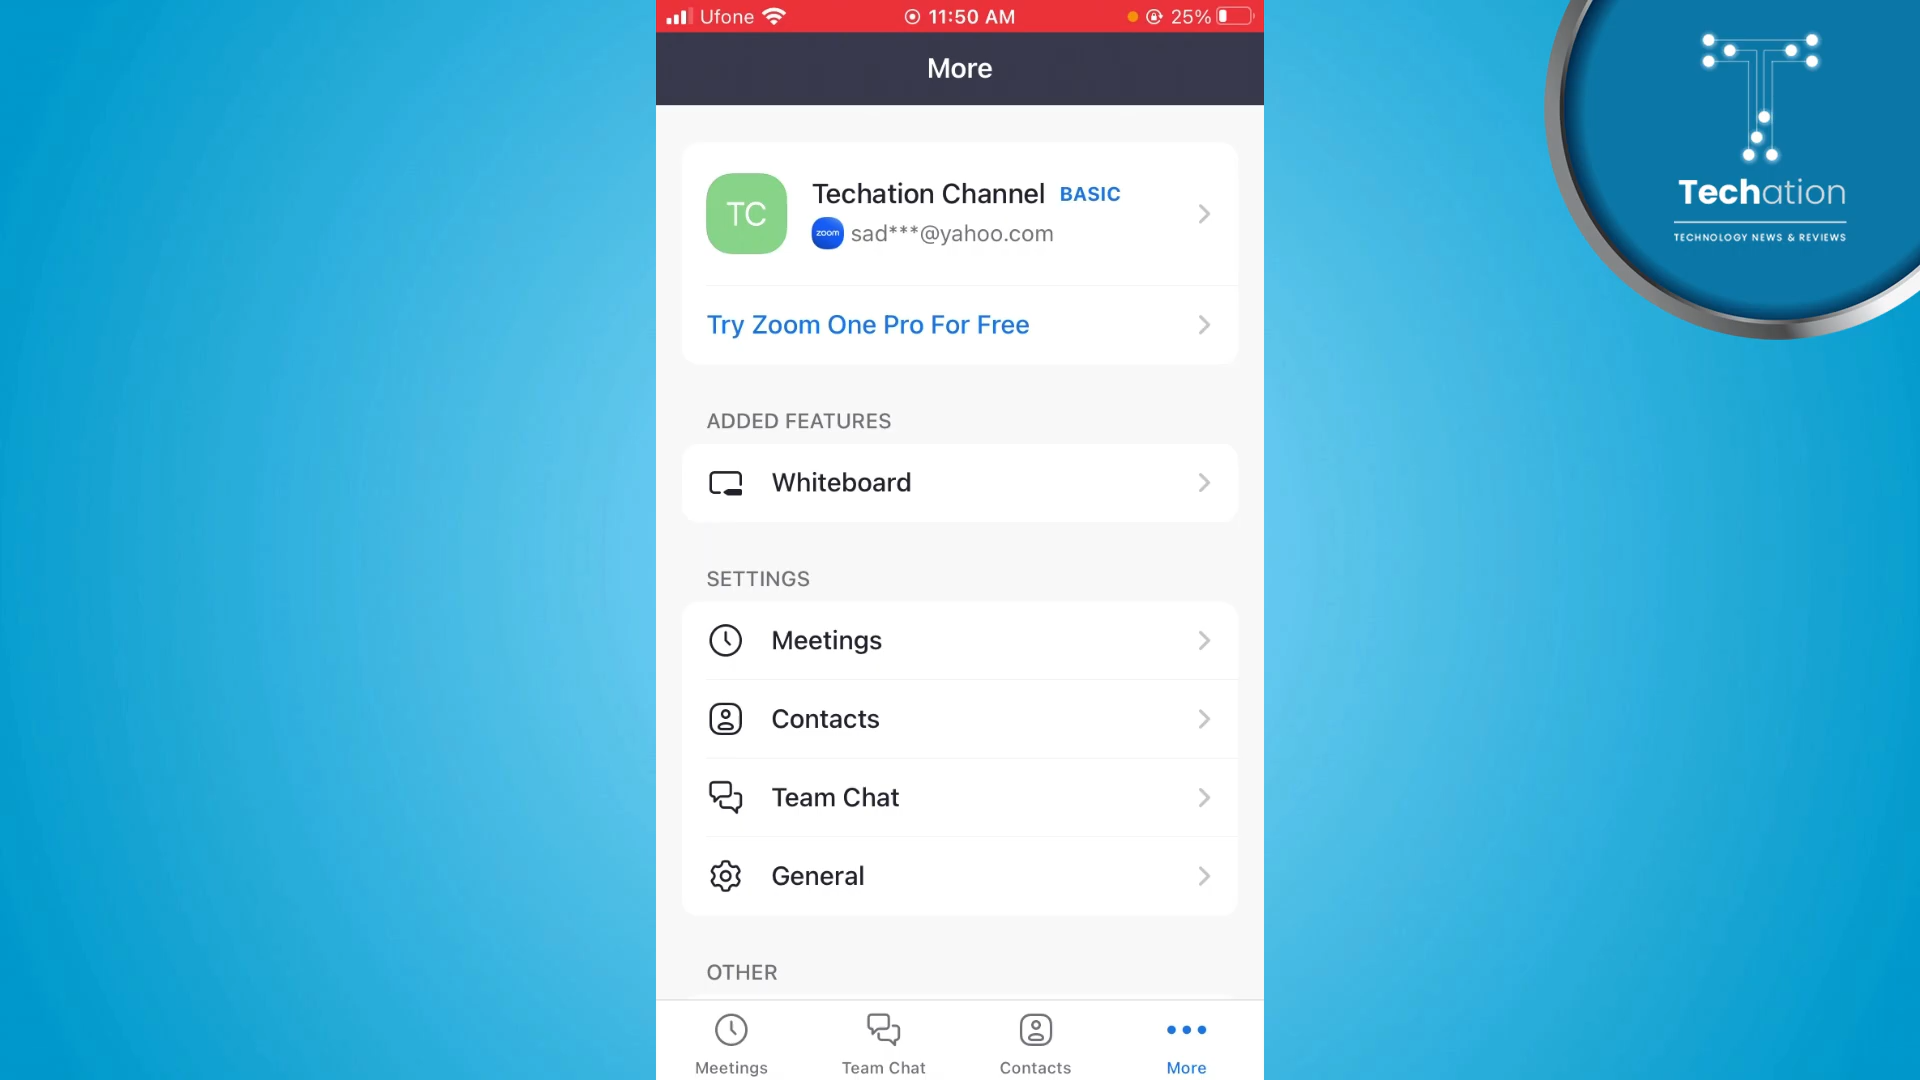 Ufone 11:50 AM 25%
More
TC
Techation Channel BASIC
zoom sad***@yahoo.com
Try Zoom One Pro For Free
ADDED FEATURES
Whiteboard
SETTINGS
Meetings
Contacts
Team Chat
General
OTHER
Meetings Team Chat Contacts More
Techation
TECHNOLOGY NEWS & REVIEWS